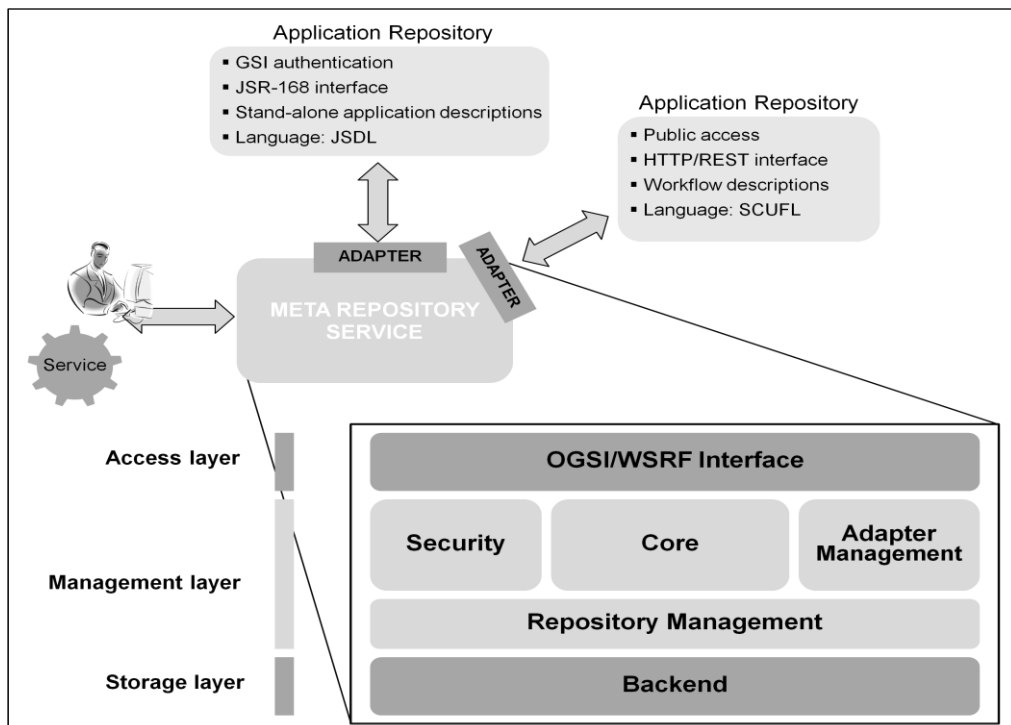 Application Repository
▪ GSI authentication
▪ JSR-168 interface
▪ Stand-alone application descriptions
▪ Language: JSDL
Application Repository
▪ Public access
▪ HTTP/REST interface
▪ Workflow descriptions
▪ Language: SCUFL
ADAPTER
ADAPTER
META REPOSITORY
SERVICE
Service
Access layer
OGSI/WSRF Interface
Security
Core
Adapter
Management
Management layer
Repository Management
Storage layer
Backend